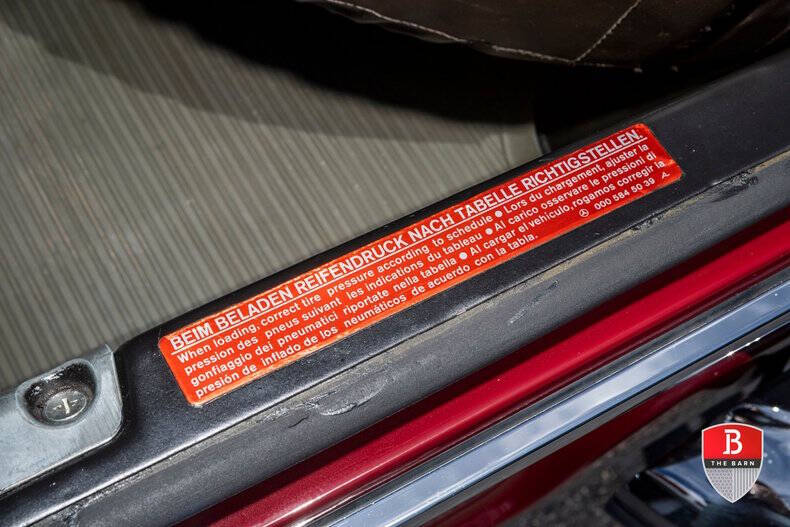 BEIM BELADEN REIFENDRUCK NACH TABELLE RICHTIGSTELLEN.
When loading, correct tire pressure according to schedule ● Lors du chargement, ajuster la
pression des pneus suivant les indications du tableau ● Al carico osservare le pressioni di
gonfiaggio dei pneumatici riportate nella tabella ● Al cargar el vehículo, rogamos corregir la
presión de inflado de los neumáticos de acuerdo con la tabla.
000 584 50 39
B
THE BARN